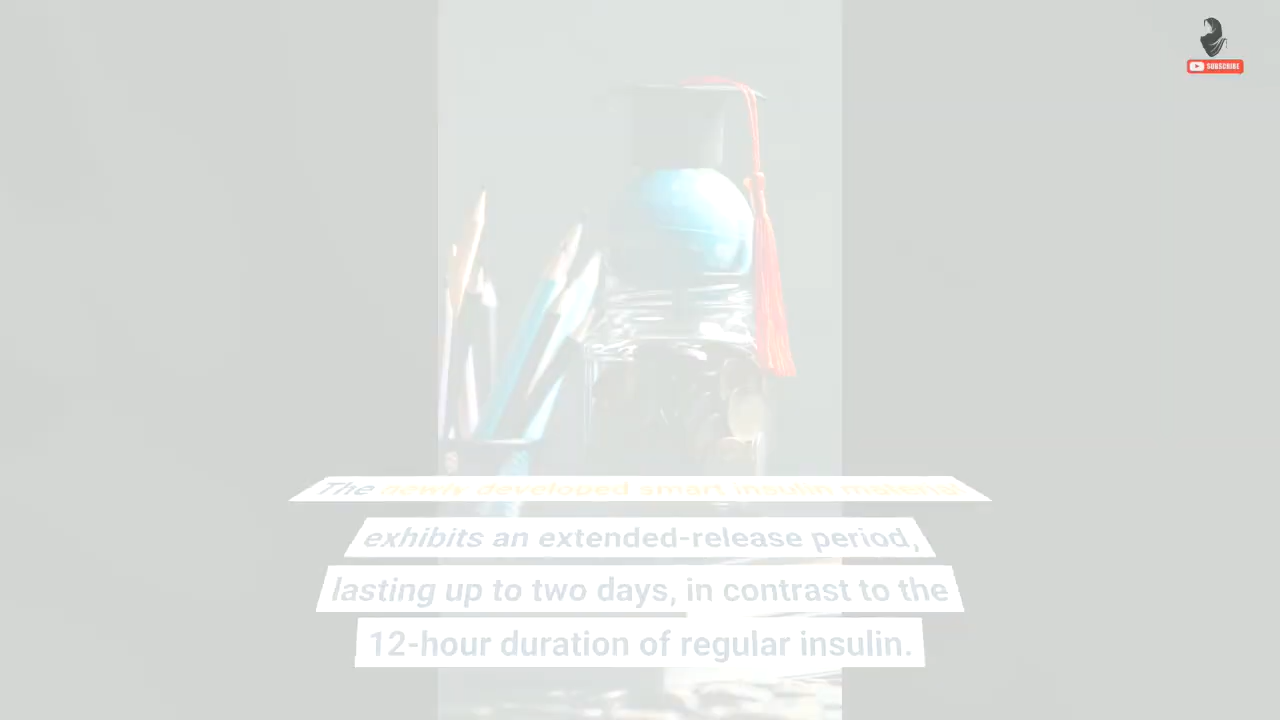 SUBSCRIBE
The newly developed smart insulin material
exhibits an extended-release period,
lasting up to two days, in contrast to the
12-hour duration of regular insulin.